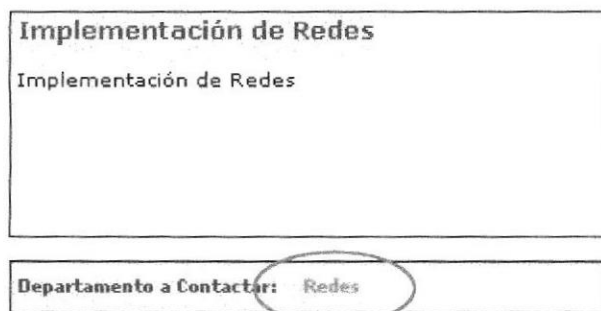 Implementación de Redes
Implementación de Redes
Departamento a Contactar: Redes